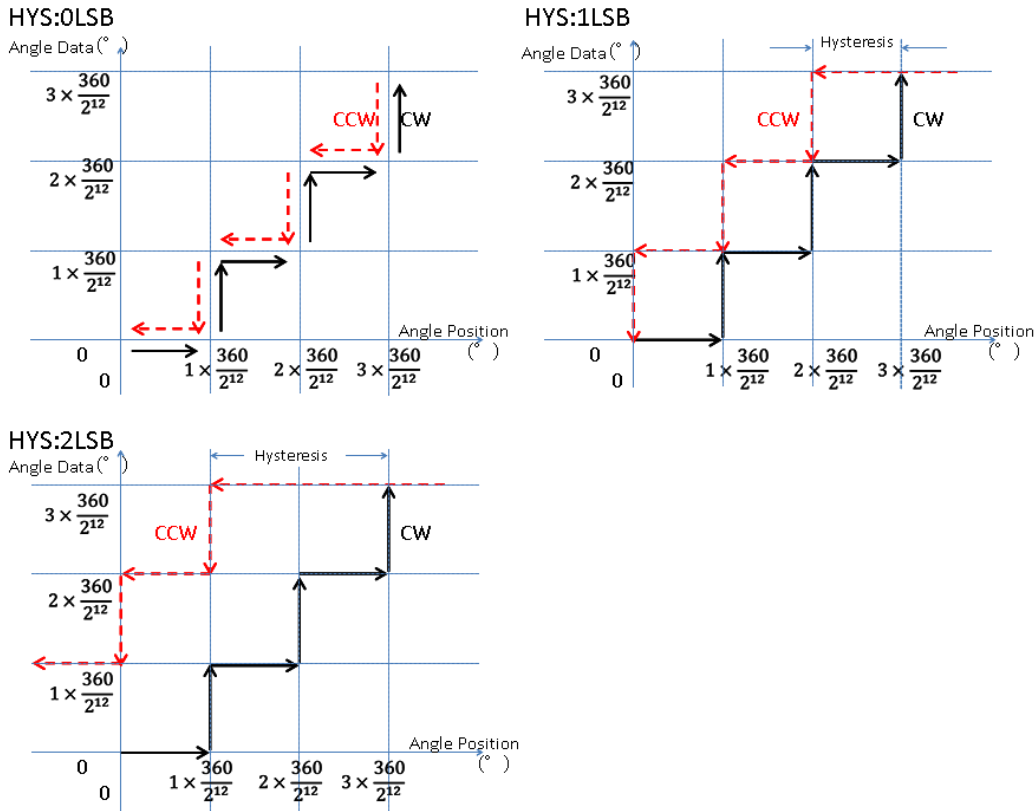 HYS:0LSB
Angle Data(°)
3 × 360/2¹²
2 × 360/2¹²
1 × 360/2¹²
0
0
CCW
CW
Angle Position
(°)
1 × 360/2¹²
2 × 360/2¹²
3 × 360/2¹²
HYS:1LSB
Angle Data(°)
Hysteresis
3 × 360/2¹²
2 × 360/2¹²
1 × 360/2¹²
0
0
CCW
CW
Angle Position
(°)
1 × 360/2¹²
2 × 360/2¹²
3 × 360/2¹²
HYS:2LSB
Angle Data(°)
Hysteresis
3 × 360/2¹²
2 × 360/2¹²
1 × 360/2¹²
0
0
CCW
CW
Angle Position
(°)
1 × 360/2¹²
2 × 360/2¹²
3 × 360/2¹²